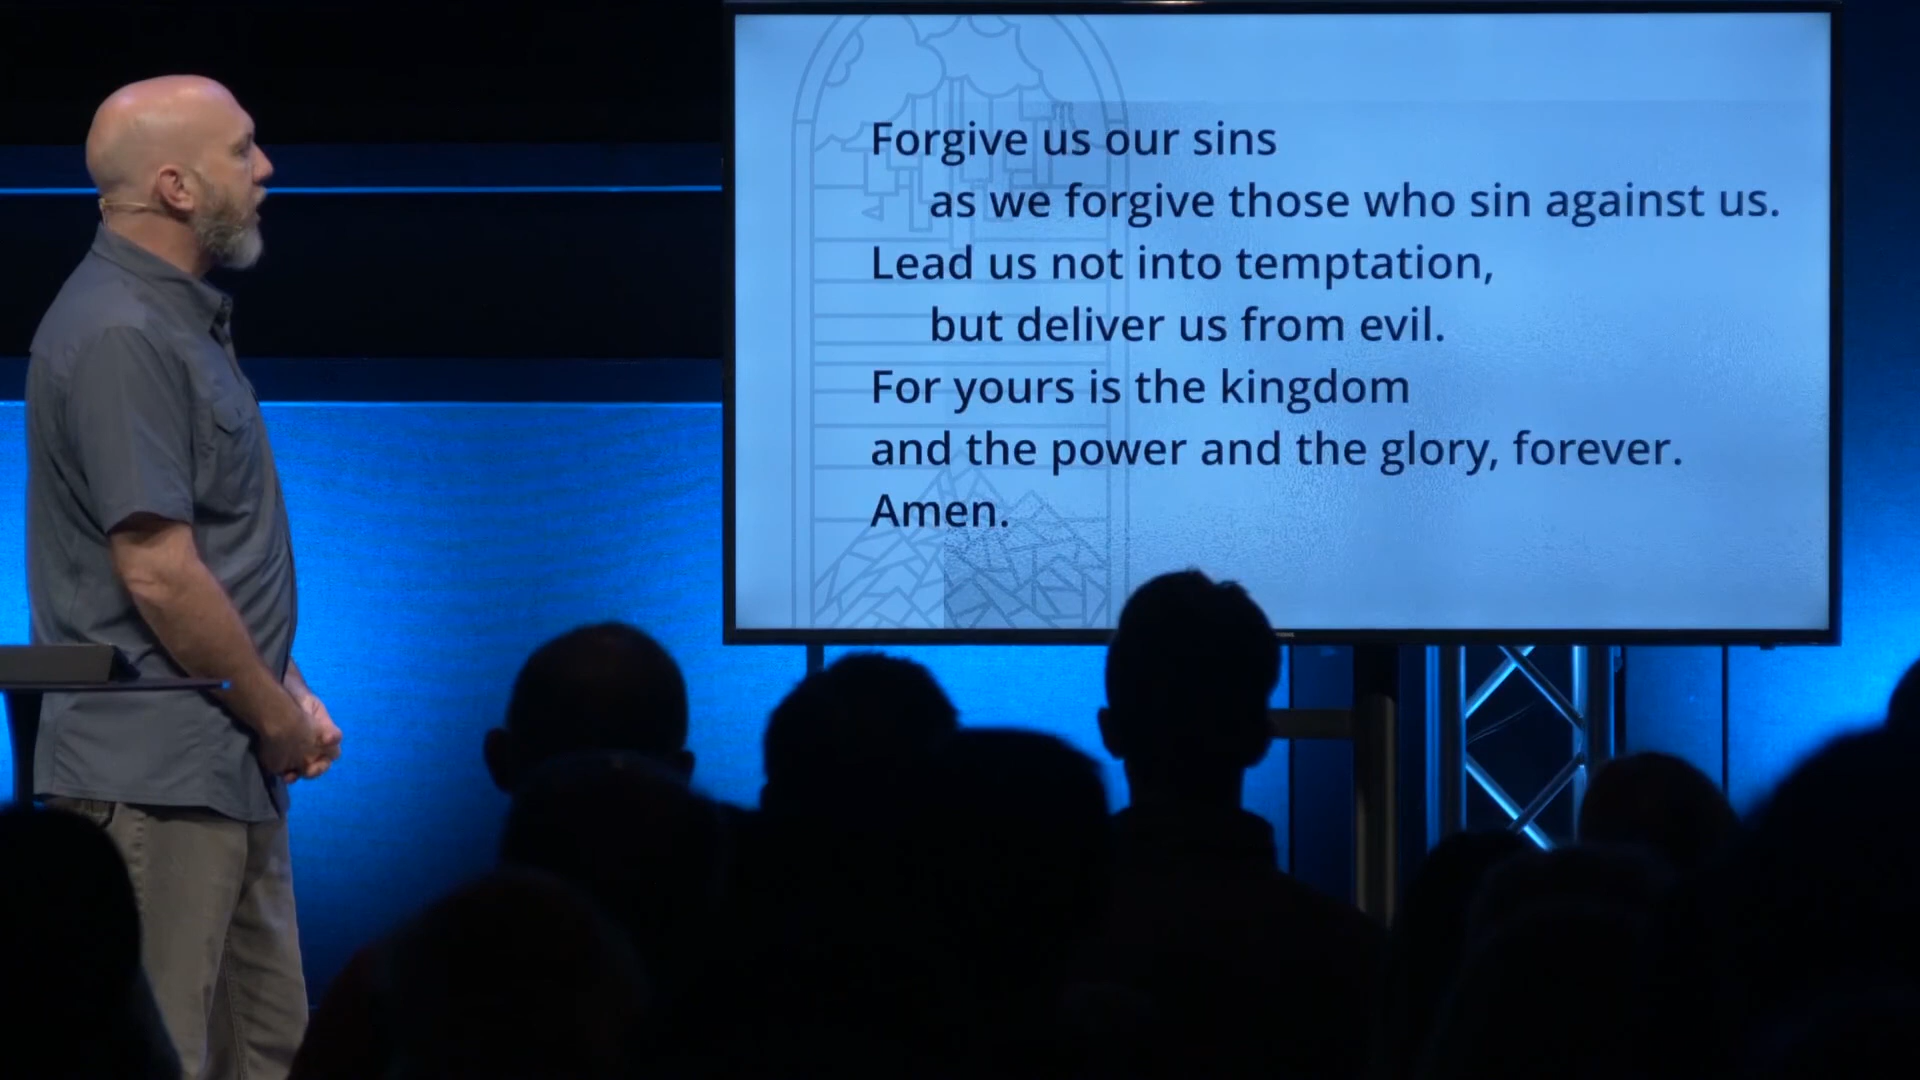 Forgive us our sins
as we forgive those who sin against us.
Lead us not into temptation,
but deliver us from evil.
For yours is the kingdom
and the power and the glory, forever.
Amen.